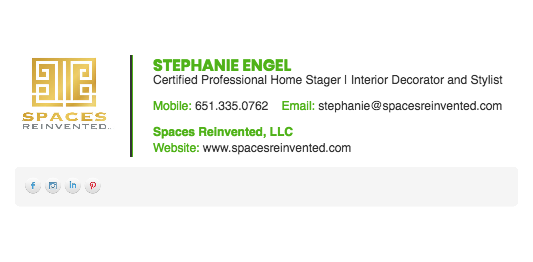 SPACES
REINVENTED..
STEPHANIE ENGEL
Certified Professional Home Stager | Interior Decorator and Stylist
Mobile: 651.335.0762 Email: stephanie@spacesreinvented.com
Spaces Reinvented, LLC
Website: www.spacesreinvented.com